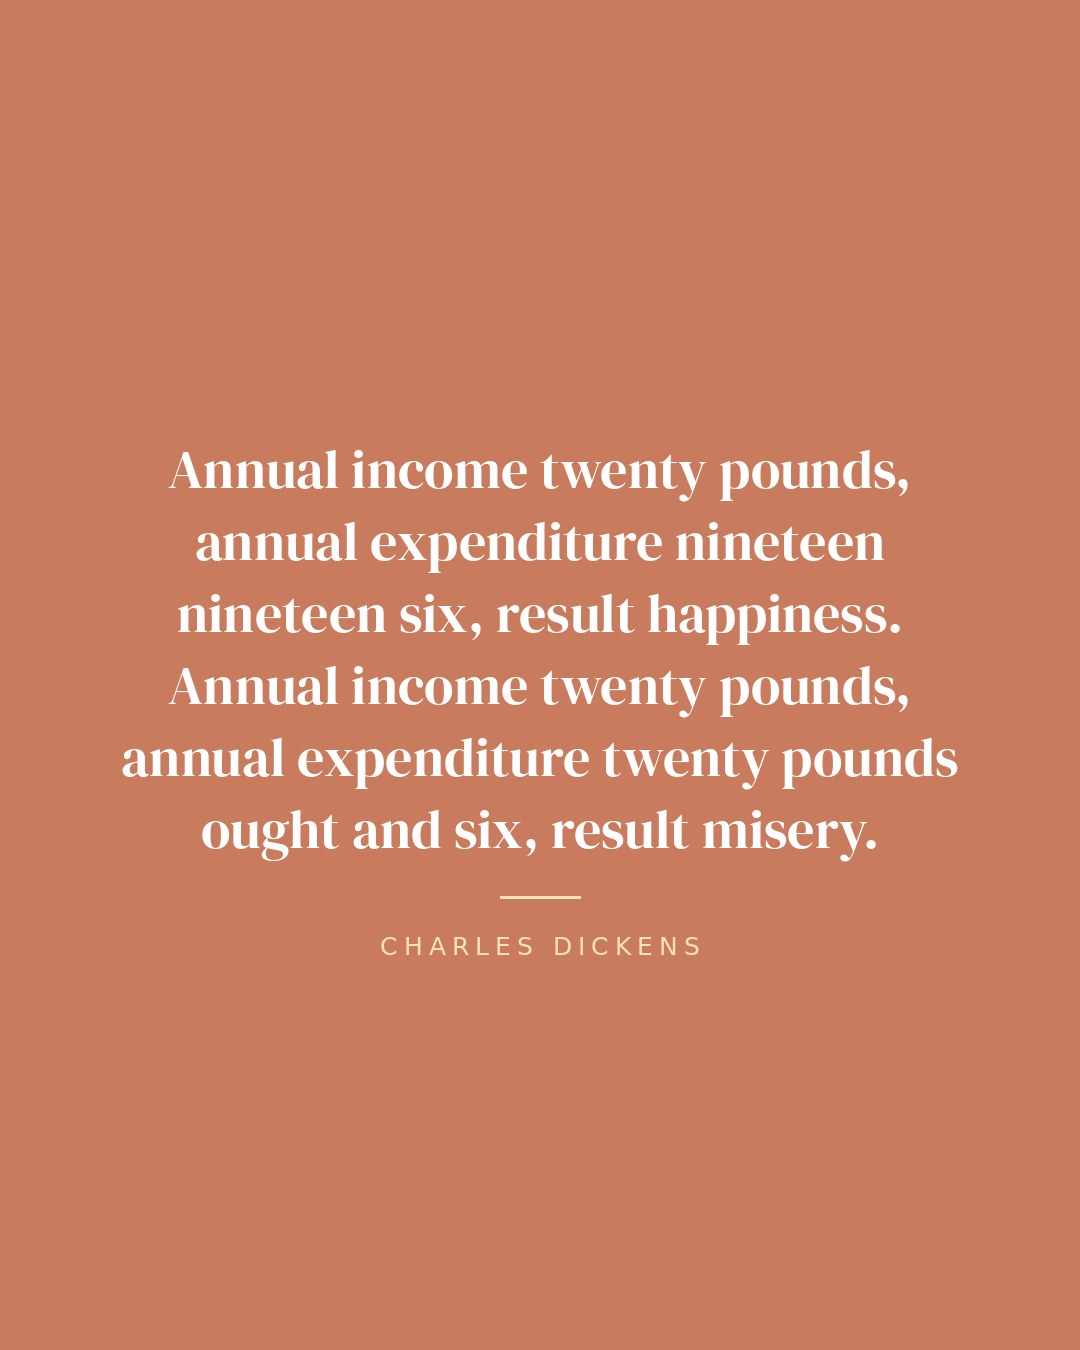 Annual income twenty pounds,
annual expenditure nineteen
nineteen six, result happiness.
Annual income twenty pounds,
annual expenditure twenty pounds
ought and six, result misery.
CHARLES DICKENS